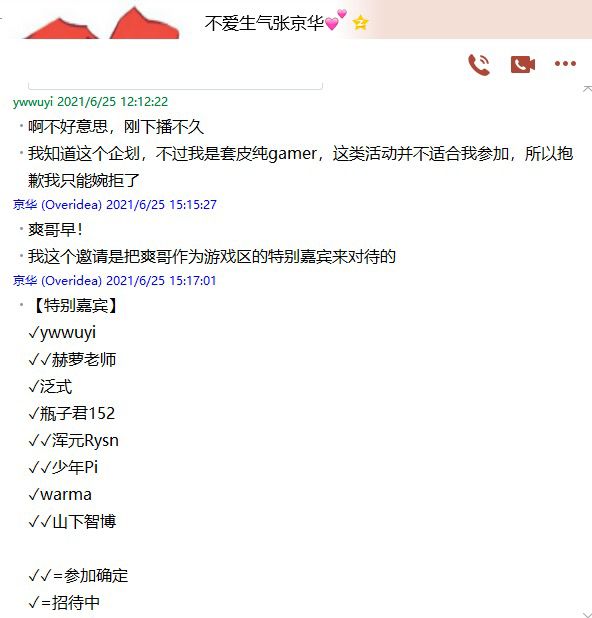 不爱生气张京华💕
ywwuyi 2021/6/25 12:12:22
啊不好意思，刚下播不久
我知道这个企划，不过我是套皮纯gamer，这类活动并不适合我参加，所以抱
歉我只能婉拒了
京华 (Overidea) 2021/6/25 15:15:27
爽哥早！
我这个邀请是把爽哥作为游戏区的特别嘉宾来对待的
京华 (Overidea) 2021/6/25 15:17:01
【特别嘉宾】
✓ywwuyi
✓✓赫萝老师
✓泛式
✓瓶子君152
✓✓浑元Rysn
✓✓少年Pi
✓warma
✓✓山下智博
✓✓=参加确定
✓=招待中